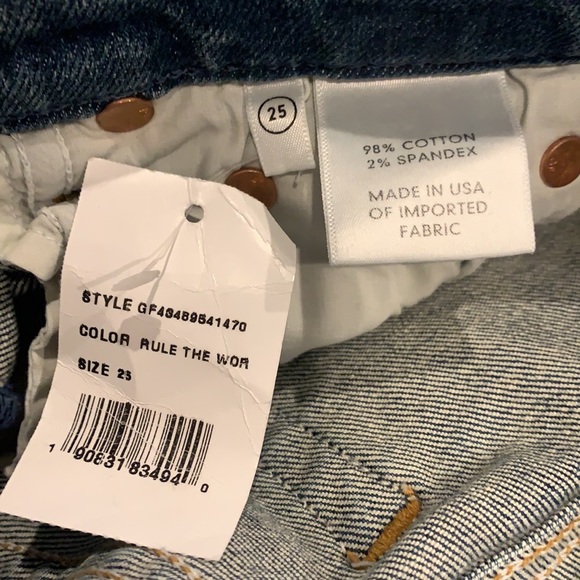 25
98% COTTON
2% SPANDEX
MADE IN USA
OF IMPORTED
FABRIC
STYLE GF43489541470
COLOR RULE THE WOR
SIZE 25
1 90831 83494 0